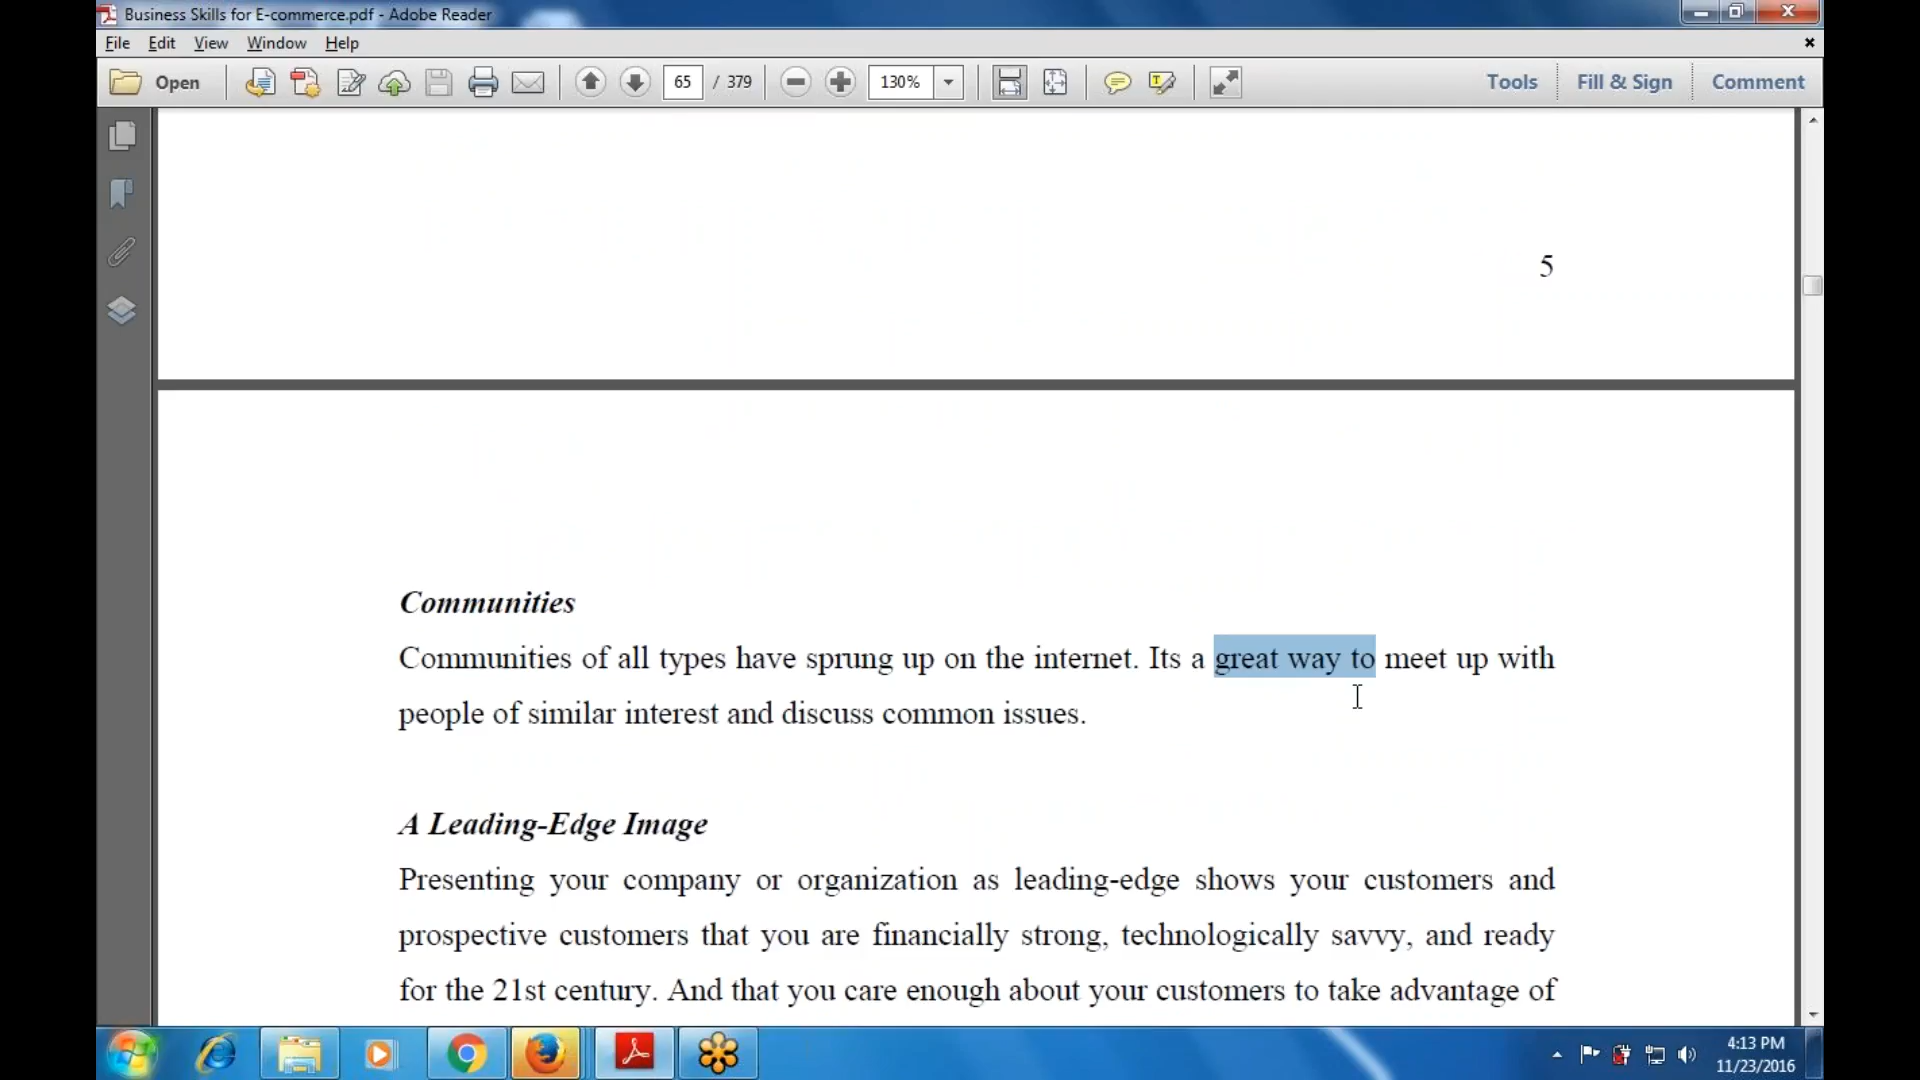 Business Skills for E-commerce.pdf - Adobe Reader
File Edit View Window Help
Open 65 / 379 130% Tools Fill & Sign Comment
5
Communities
Communities of all types have sprung up on the internet. Its a great way to meet up with
people of similar interest and discuss common issues.
A Leading-Edge Image
Presenting your company or organization as leading-edge shows your customers and
prospective customers that you are financially strong, technologically savvy, and ready
for the 21st century. And that you care enough about your customers to take advantage of
4:13 PM
11/23/2016